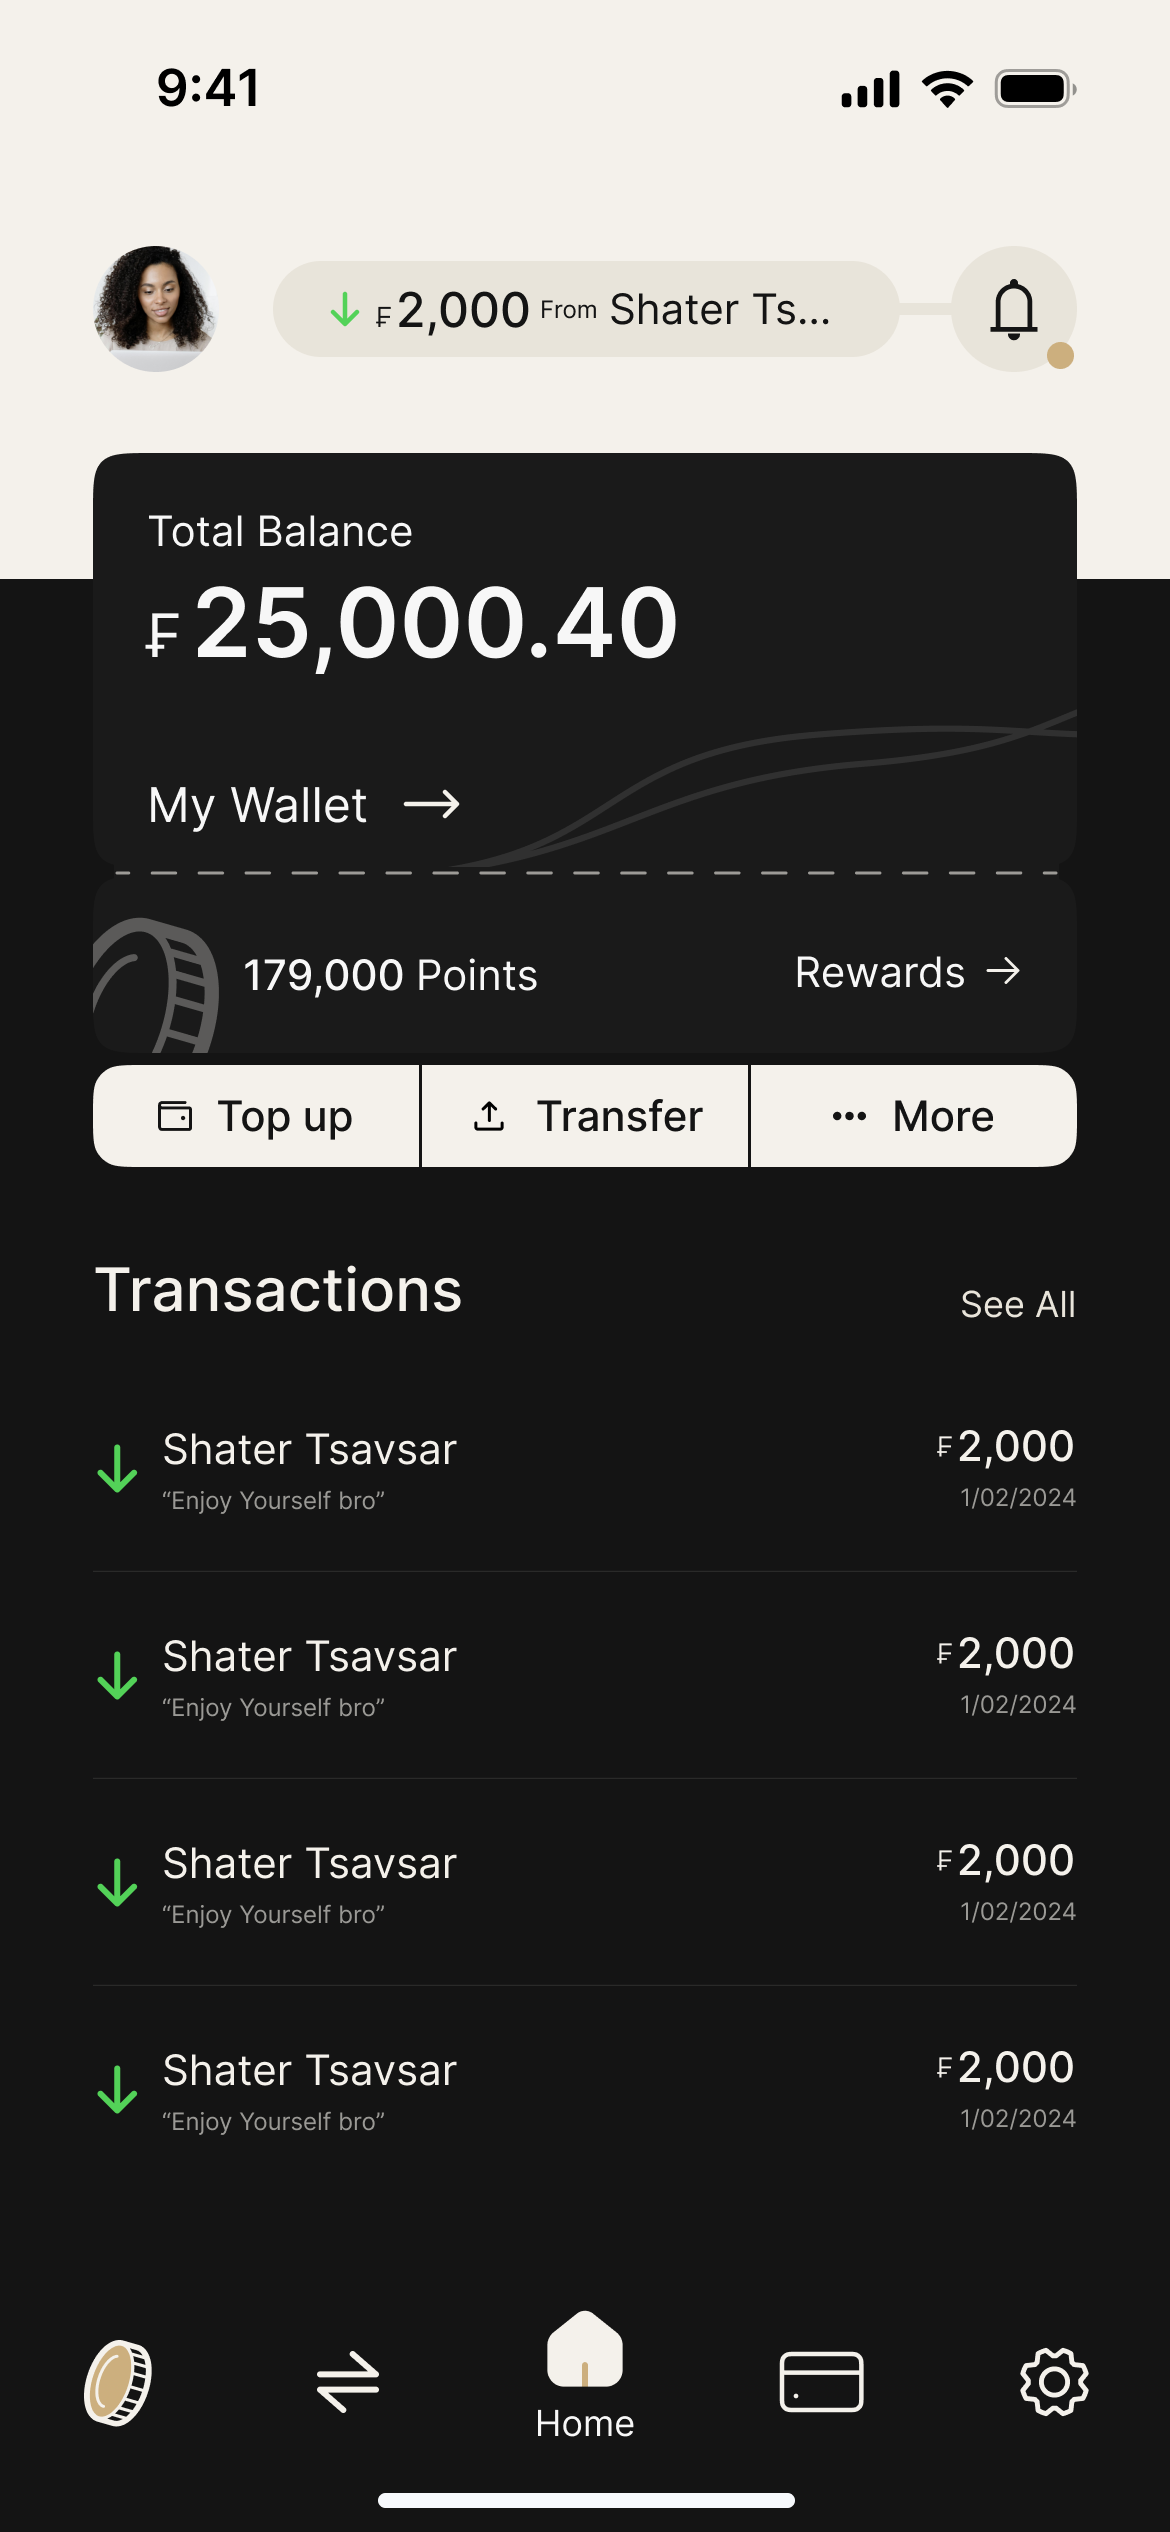 9:41
₣2,000 From Shater Ts...
Total Balance
₣25,000.40
My Wallet
179,000 Points
Rewards
Top up
Transfer
More
Transactions
See All
Shater Tsavsar
₣2,000
“Enjoy Yourself bro”
1/02/2024
Shater Tsavsar
₣2,000
“Enjoy Yourself bro”
1/02/2024
Shater Tsavsar
₣2,000
“Enjoy Yourself bro”
1/02/2024
Shater Tsavsar
₣2,000
“Enjoy Yourself bro”
1/02/2024
Home